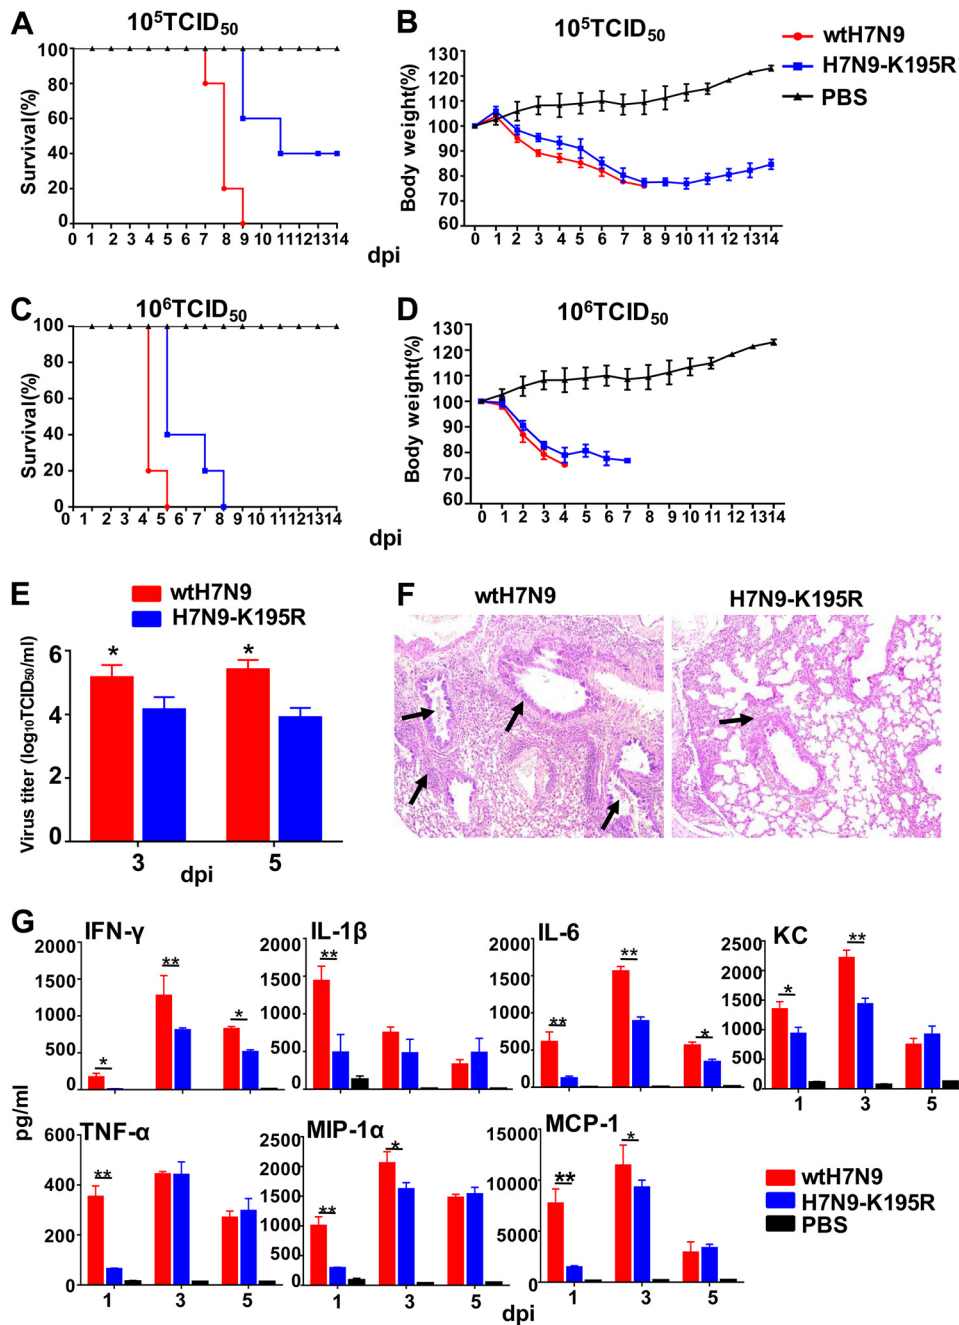 A
10⁵TCID₅₀
Survival(%)
100
80
60
40
20
0
0 1 2 3 4 5 6 7 8 9 10 11 12 13 14
B
10⁵TCID₅₀
Body weight(%)
130
120
110
100
90
80
70
60
0 1 2 3 4 5 6 7 8 9 10 11 12 13 14
wtH7N9
H7N9-K195R
PBS
dpi
C
10⁶TCID₅₀
Survival(%)
100
80
60
40
20
0
0 1 2 3 4 5 6 7 8 9 10 11 12 13 14
D
10⁶TCID₅₀
Body weight(%)
130
120
110
100
90
80
70
60
0 1 2 3 4 5 6 7 8 9 10 11 12 13 14
dpi
E
wtH7N9
H7N9-K195R
Virus titer (log₁₀TCID₅₀/ml)
6
4
2
0
* *
3 5
dpi
F
wtH7N9
H7N9-K195R
G
pg/ml
IFN-γ
2000
1500
1000
500
0
* ** *
IL-1β
2000
1500
1000
500
0
**
IL-6
2000
1500
1000
500
0
** ** *
KC
2500
2000
1500
1000
500
0
* **
1 3 5
TNF-α
600
400
200
0
**
1 3 5
MIP-1α
2500
2000
1500
1000
500
0
** *
1 3 5
MCP-1
15000
10000
5000
0
** *
1 3 5
wtH7N9
H7N9-K195R
PBS
dpi